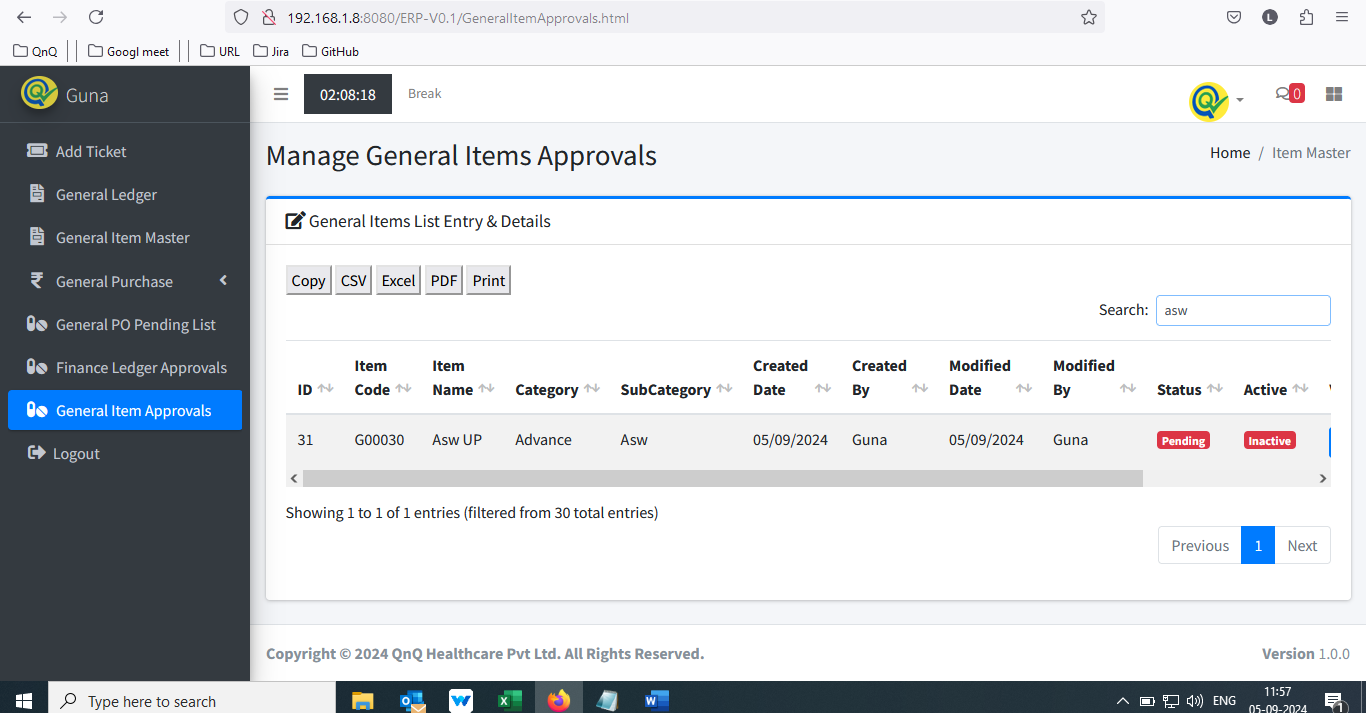 192.168.1.8:8080/ERP-V0.1/GeneralItemApprovals.html
L
QnQ Googl meet URL Jira GitHub
Guna
02:08:18 Break 0
Add Ticket
General Ledger
General Item Master
General Purchase
General PO Pending List
Finance Ledger Approvals
General Item Approvals
Logout
Manage General Items Approvals
Home / Item Master
General Items List Entry & Details
Copy CSV Excel PDF Print
Search: asw
ID Item Code Item Name Category SubCategory Created Date Created By Modified Date Modified By Status Active
31 G00030 Asw UP Advance Asw 05/09/2024 Guna 05/09/2024 Guna Pending Inactive
Showing 1 to 1 of 1 entries (filtered from 30 total entries)
Previous 1 Next
Copyright © 2024 QnQ Healthcare Pvt Ltd. All Rights Reserved.
Version 1.0.0
Type here to search
ENG
11:57
05-09-2024
1